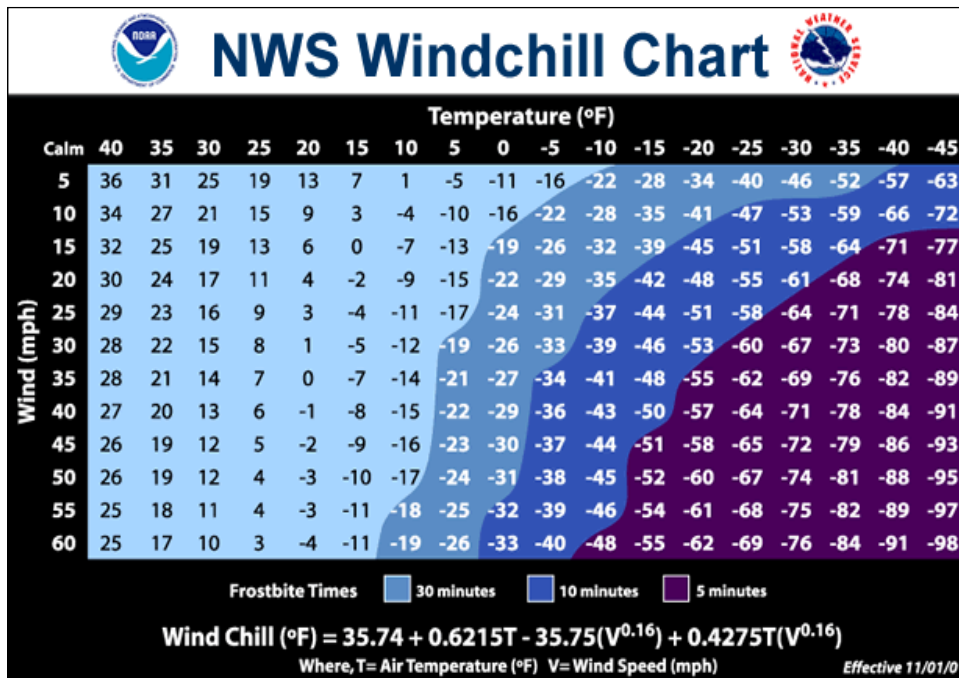 NOAA
NWS Windchill Chart
NATIONAL WEATHER SERVICE
Temperature (ºF)
Calm 40 35 30 25 20 15 10 5 0 -5 -10 -15 -20 -25 -30 -35 -40 -45
Wind (mph)
5 36 31 25 19 13 7 1 -5 -11 -16 -22 -28 -34 -40 -46 -52 -57 -63
10 34 27 21 15 9 3 -4 -10 -16 -22 -28 -35 -41 -47 -53 -59 -66 -72
15 32 25 19 13 6 0 -7 -13 -19 -26 -32 -39 -45 -51 -58 -64 -71 -77
20 30 24 17 11 4 -2 -9 -15 -22 -29 -35 -42 -48 -55 -61 -68 -74 -81
25 29 23 16 9 3 -4 -11 -17 -24 -31 -37 -44 -51 -58 -64 -71 -78 -84
30 28 22 15 8 1 -5 -12 -19 -26 -33 -39 -46 -53 -60 -67 -73 -80 -87
35 28 21 14 7 0 -7 -14 -21 -27 -34 -41 -48 -55 -62 -69 -76 -82 -89
40 27 20 13 6 -1 -8 -15 -22 -29 -36 -43 -50 -57 -64 -71 -78 -84 -91
45 26 19 12 5 -2 -9 -16 -23 -30 -37 -44 -51 -58 -65 -72 -79 -86 -93
50 26 19 12 4 -3 -10 -17 -24 -31 -38 -45 -52 -60 -67 -74 -81 -88 -95
55 25 18 11 4 -3 -11 -18 -25 -32 -39 -46 -54 -61 -68 -75 -82 -89 -97
60 25 17 10 3 -4 -11 -19 -26 -33 -40 -48 -55 -62 -69 -76 -84 -91 -98
Frostbite Times 30 minutes 10 minutes 5 minutes
Wind Chill (ºF) = 35.74 + 0.6215T - 35.75(V^0.16) + 0.4275T(V^0.16)
Where, T= Air Temperature (ºF) V= Wind Speed (mph) Effective 11/01/0